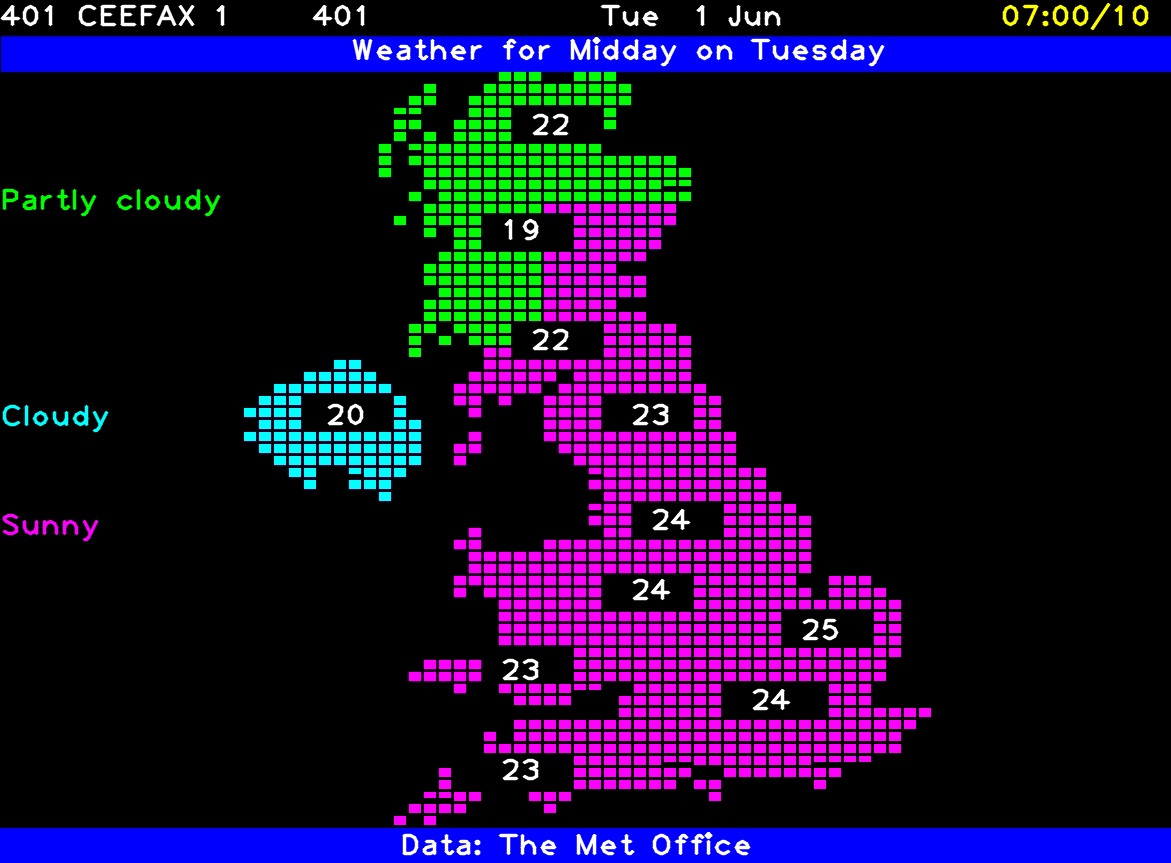 401 CEEFAX 1 401 Tue 1 Jun 07:00/10
Weather for Midday on Tuesday
22
Partly cloudy
19
22
Cloudy 20 23
Sunny 24
24
25
23
24
23
Data: The Met Office